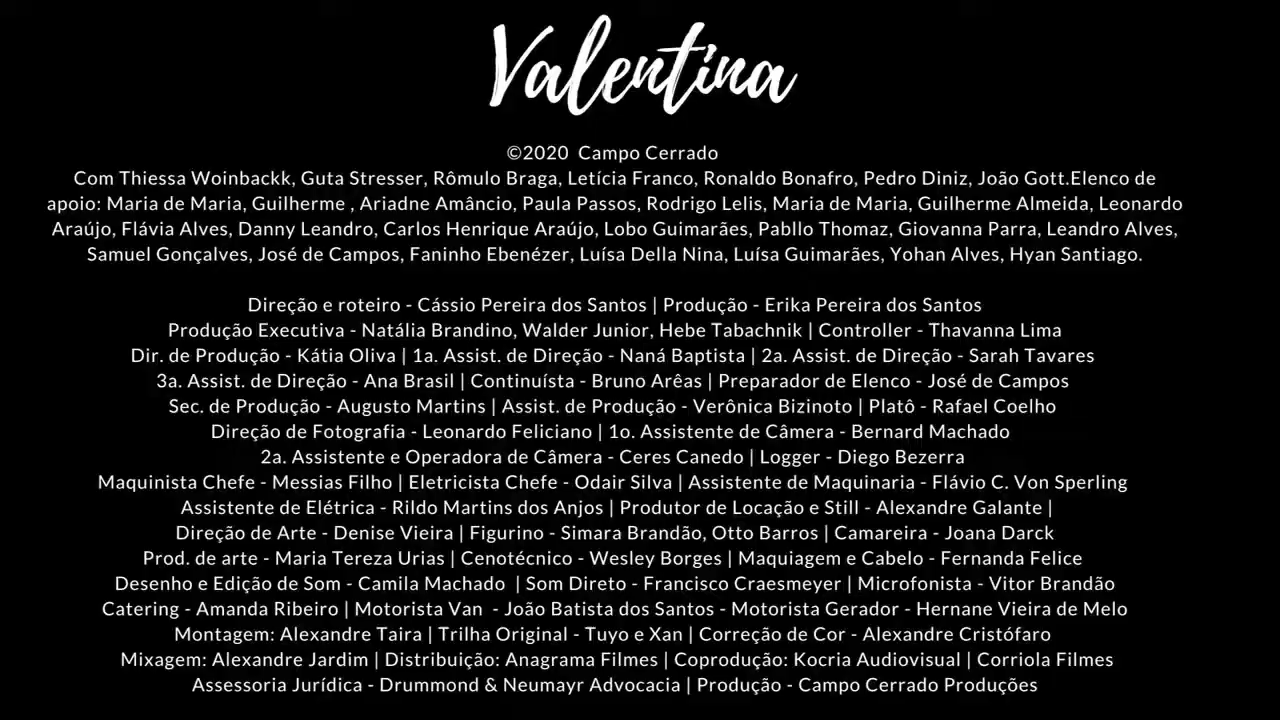 Valentina
©2020 Campo Cerrado
Com Thiessa Woinbackk, Guta Stresser, Rômulo Braga, Letícia Franco, Ronaldo Bonafro, Pedro Diniz, João Gott.Elenco de
apoio: Maria de Maria, Guilherme , Ariadne Amâncio, Paula Passos, Rodrigo Lelis, Maria de Maria, Guilherme Almeida, Leonardo
Araújo, Flávia Alves, Danny Leandro, Carlos Henrique Araújo, Lobo Guimarães, Pabllo Thomaz, Giovanna Parra, Leandro Alves,
Samuel Gonçalves, José de Campos, Faninho Ebenézer, Luísa Della Nina, Luísa Guimarães, Yohan Alves, Hyan Santiago.
Direção e roteiro - Cássio Pereira dos Santos | Produção - Erika Pereira dos Santos
Produção Executiva - Natália Brandino, Walder Junior, Hebe Tabachnik | Controller - Thavanna Lima
Dir. de Produção - Kátia Oliva | 1a. Assist. de Direção - Naná Baptista | 2a. Assist. de Direção - Sarah Tavares
3a. Assist. de Direção - Ana Brasil | Continuísta - Bruno Arêas | Preparador de Elenco - José de Campos
Sec. de Produção - Augusto Martins | Assist. de Produção - Verônica Bizinoto | Platô - Rafael Coelho
Direção de Fotografia - Leonardo Feliciano | 1o. Assistente de Câmera - Bernard Machado
2a. Assistente e Operadora de Câmera - Ceres Canedo | Logger - Diego Bezerra
Maquinista Chefe - Messias Filho | Eletricista Chefe - Odair Silva | Assistente de Maquinaria - Flávio C. Von Sperling
Assistente de Elétrica - Rildo Martins dos Anjos | Produtor de Locação e Still - Alexandre Galante |
Direção de Arte - Denise Vieira | Figurino - Simara Brandão, Otto Barros | Camareira - Joana Darck
Prod. de arte - Maria Tereza Urias | Cenotécnico - Wesley Borges | Maquiagem e Cabelo - Fernanda Felice
Desenho e Edição de Som - Camila Machado | Som Direto - Francisco Craesmeyer | Microfonista - Vitor Brandão
Catering - Amanda Ribeiro | Motorista Van - João Batista dos Santos - Motorista Gerador - Hernane Vieira de Melo
Montagem: Alexandre Taira | Trilha Original - Tuyo e Xan | Correção de Cor - Alexandre Cristófaro
Mixagem: Alexandre Jardim | Distribuição: Anagrama Filmes | Coprodução: Kocria Audiovisual | Corriola Filmes
Assessoria Jurídica - Drummond & Neumayr Advocacia | Produção - Campo Cerrado Produções